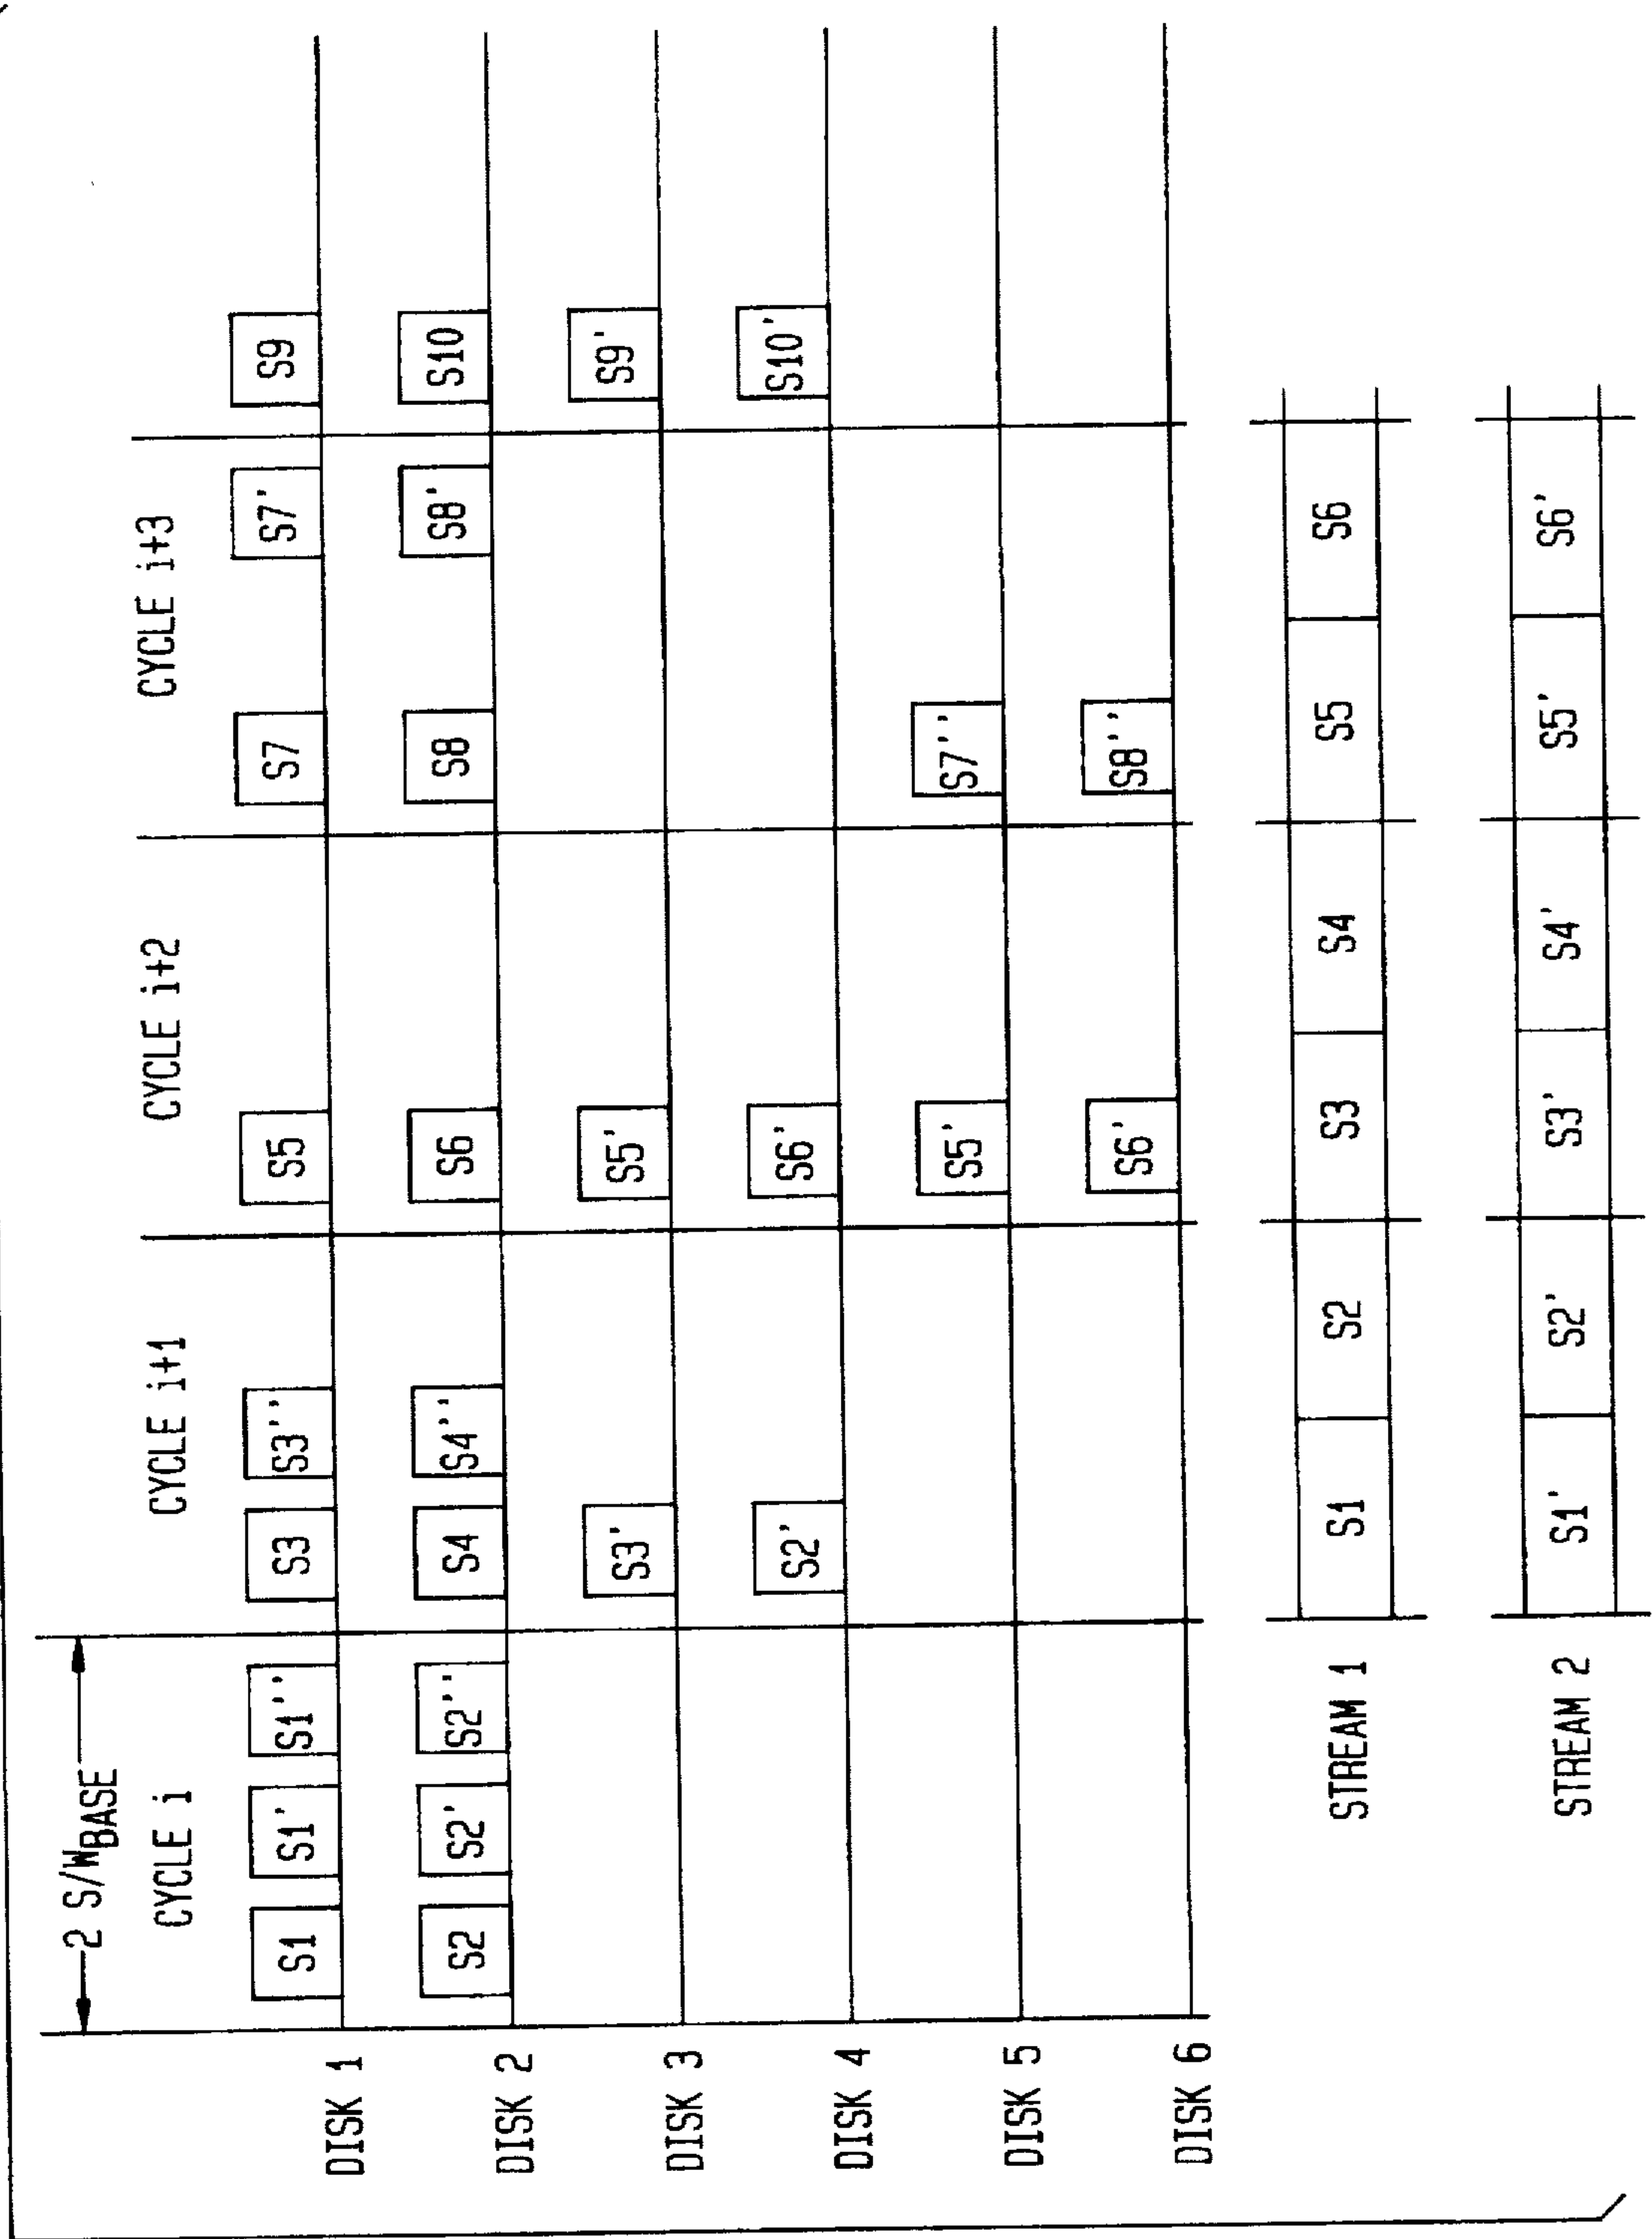 2 S/WBASE
CYCLE i CYCLE i+1 CYCLE i+2 CYCLE i+3
S1 S1' S1'' S3 S3'' S5 S7 S7' S9
DISK 1
S2 S2' S2'' S4 S4'' S6 S8 S8' S10
DISK 2
S3' S5' S9'
DISK 3
S2' S6' S10'
DISK 4
S5' S7''
DISK 5
S6' S8''
DISK 6
STREAM 1 S1 S2 S3 S4 S5 S6
STREAM 2 S1' S2' S3' S4' S5' S6'